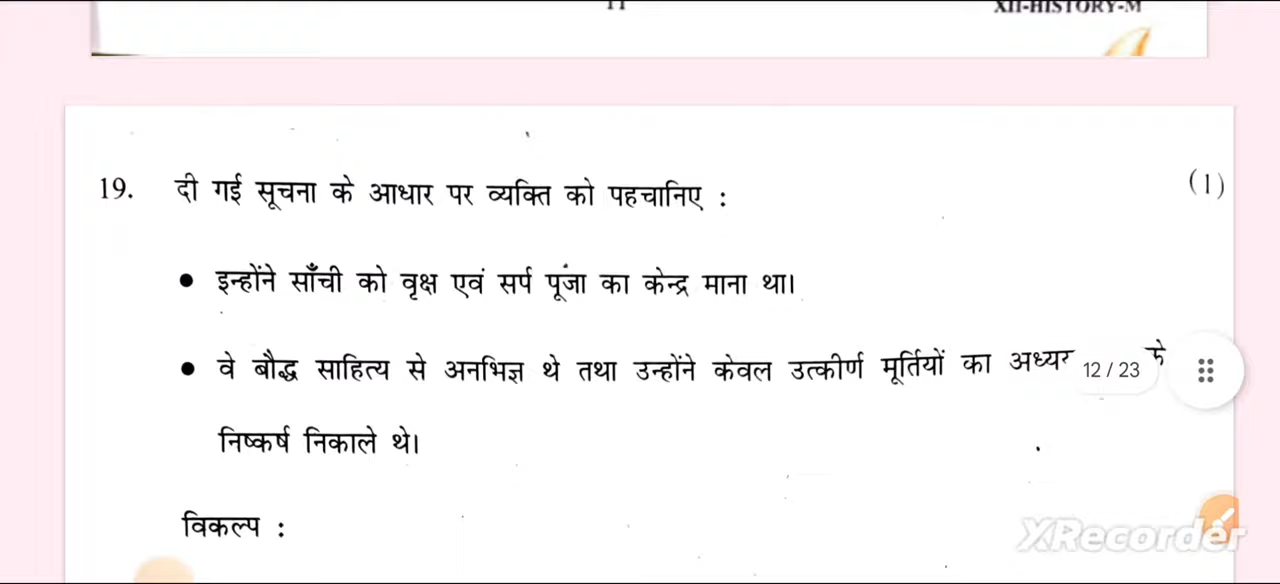 11
XII-HISTORY-M
19. दी गई सूचना के आधार पर व्यक्ति को पहचानिए : (1)
• इन्होंने साँची को वृक्ष एवं सर्प पूजा का केन्द्र माना था।
• वे बौद्ध साहित्य से अनभिज्ञ थे तथा उन्होंने केवल उत्कीर्ण मूर्तियों का
12 / 23
निष्कर्ष निकाले थे।
विकल्प :
XRecorder